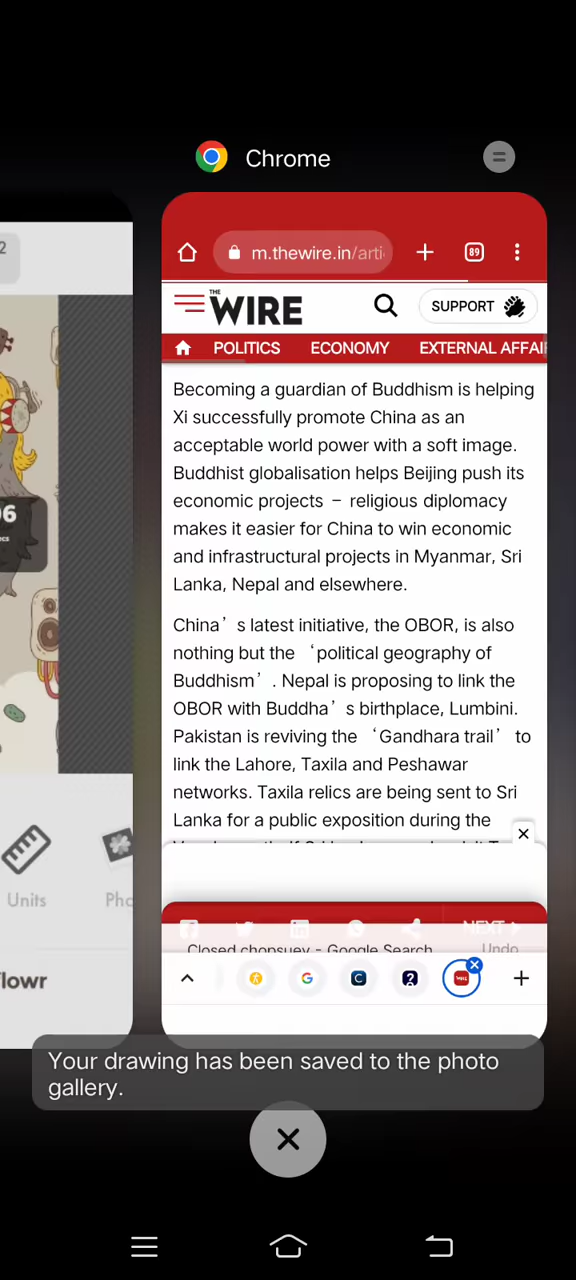 Chrome
2
m.thewire.in/arti
89
THE
WIRE
SUPPORT
POLITICS ECONOMY EXTERNAL AFFAI
Becoming a guardian of Buddhism is helping
Xi successfully promote China as an
acceptable world power with a soft image.
Buddhist globalisation helps Beijing push its
economic projects – religious diplomacy
makes it easier for China to win economic
and infrastructural projects in Myanmar, Sri
Lanka, Nepal and elsewhere.
China’s latest initiative, the OBOR, is also
nothing but the ‘political geography of
Buddhism’. Nepal is proposing to link the
OBOR with Buddha’s birthplace, Lumbini.
Pakistan is reviving the ‘Gandhara trail’ to
link the Lahore, Taxila and Peshawar
networks. Taxila relics are being sent to Sri
Lanka for a public exposition during the
06
Units
Pho
NEXT
Closed chopsuey - Google Search
Undo
lowr
Your drawing has been saved to the photo
gallery.